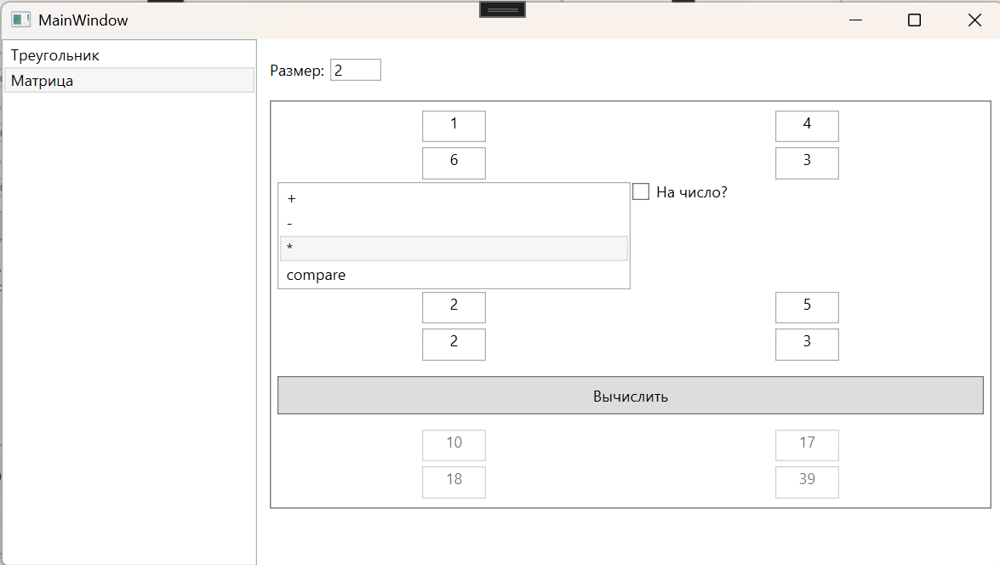 MainWindow
Треугольник
Матрица
Размер: 2
1 4
6 3
+
-
*
compare
На число?
2 5
2 3
Вычислить
10 17
18 39